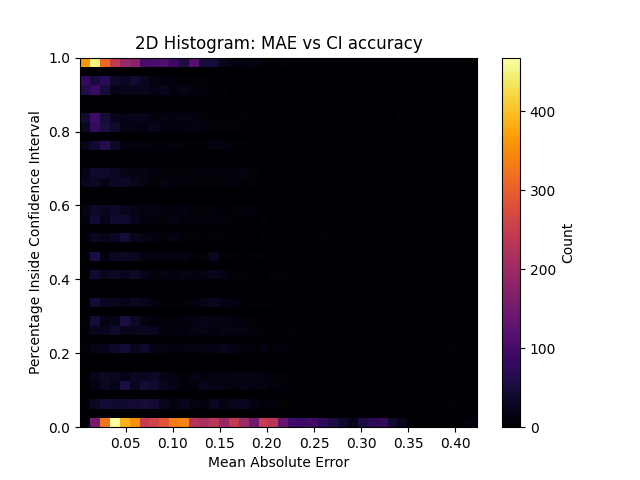 2D Histogram: MAE vs CI accuracy
Percentage Inside Confidence Interval
1.0
0.8
0.6
0.4
0.2
0.0
0.05 0.10 0.15 0.20 0.25 0.30 0.35 0.40
Mean Absolute Error
400
300
200
100
0
Count